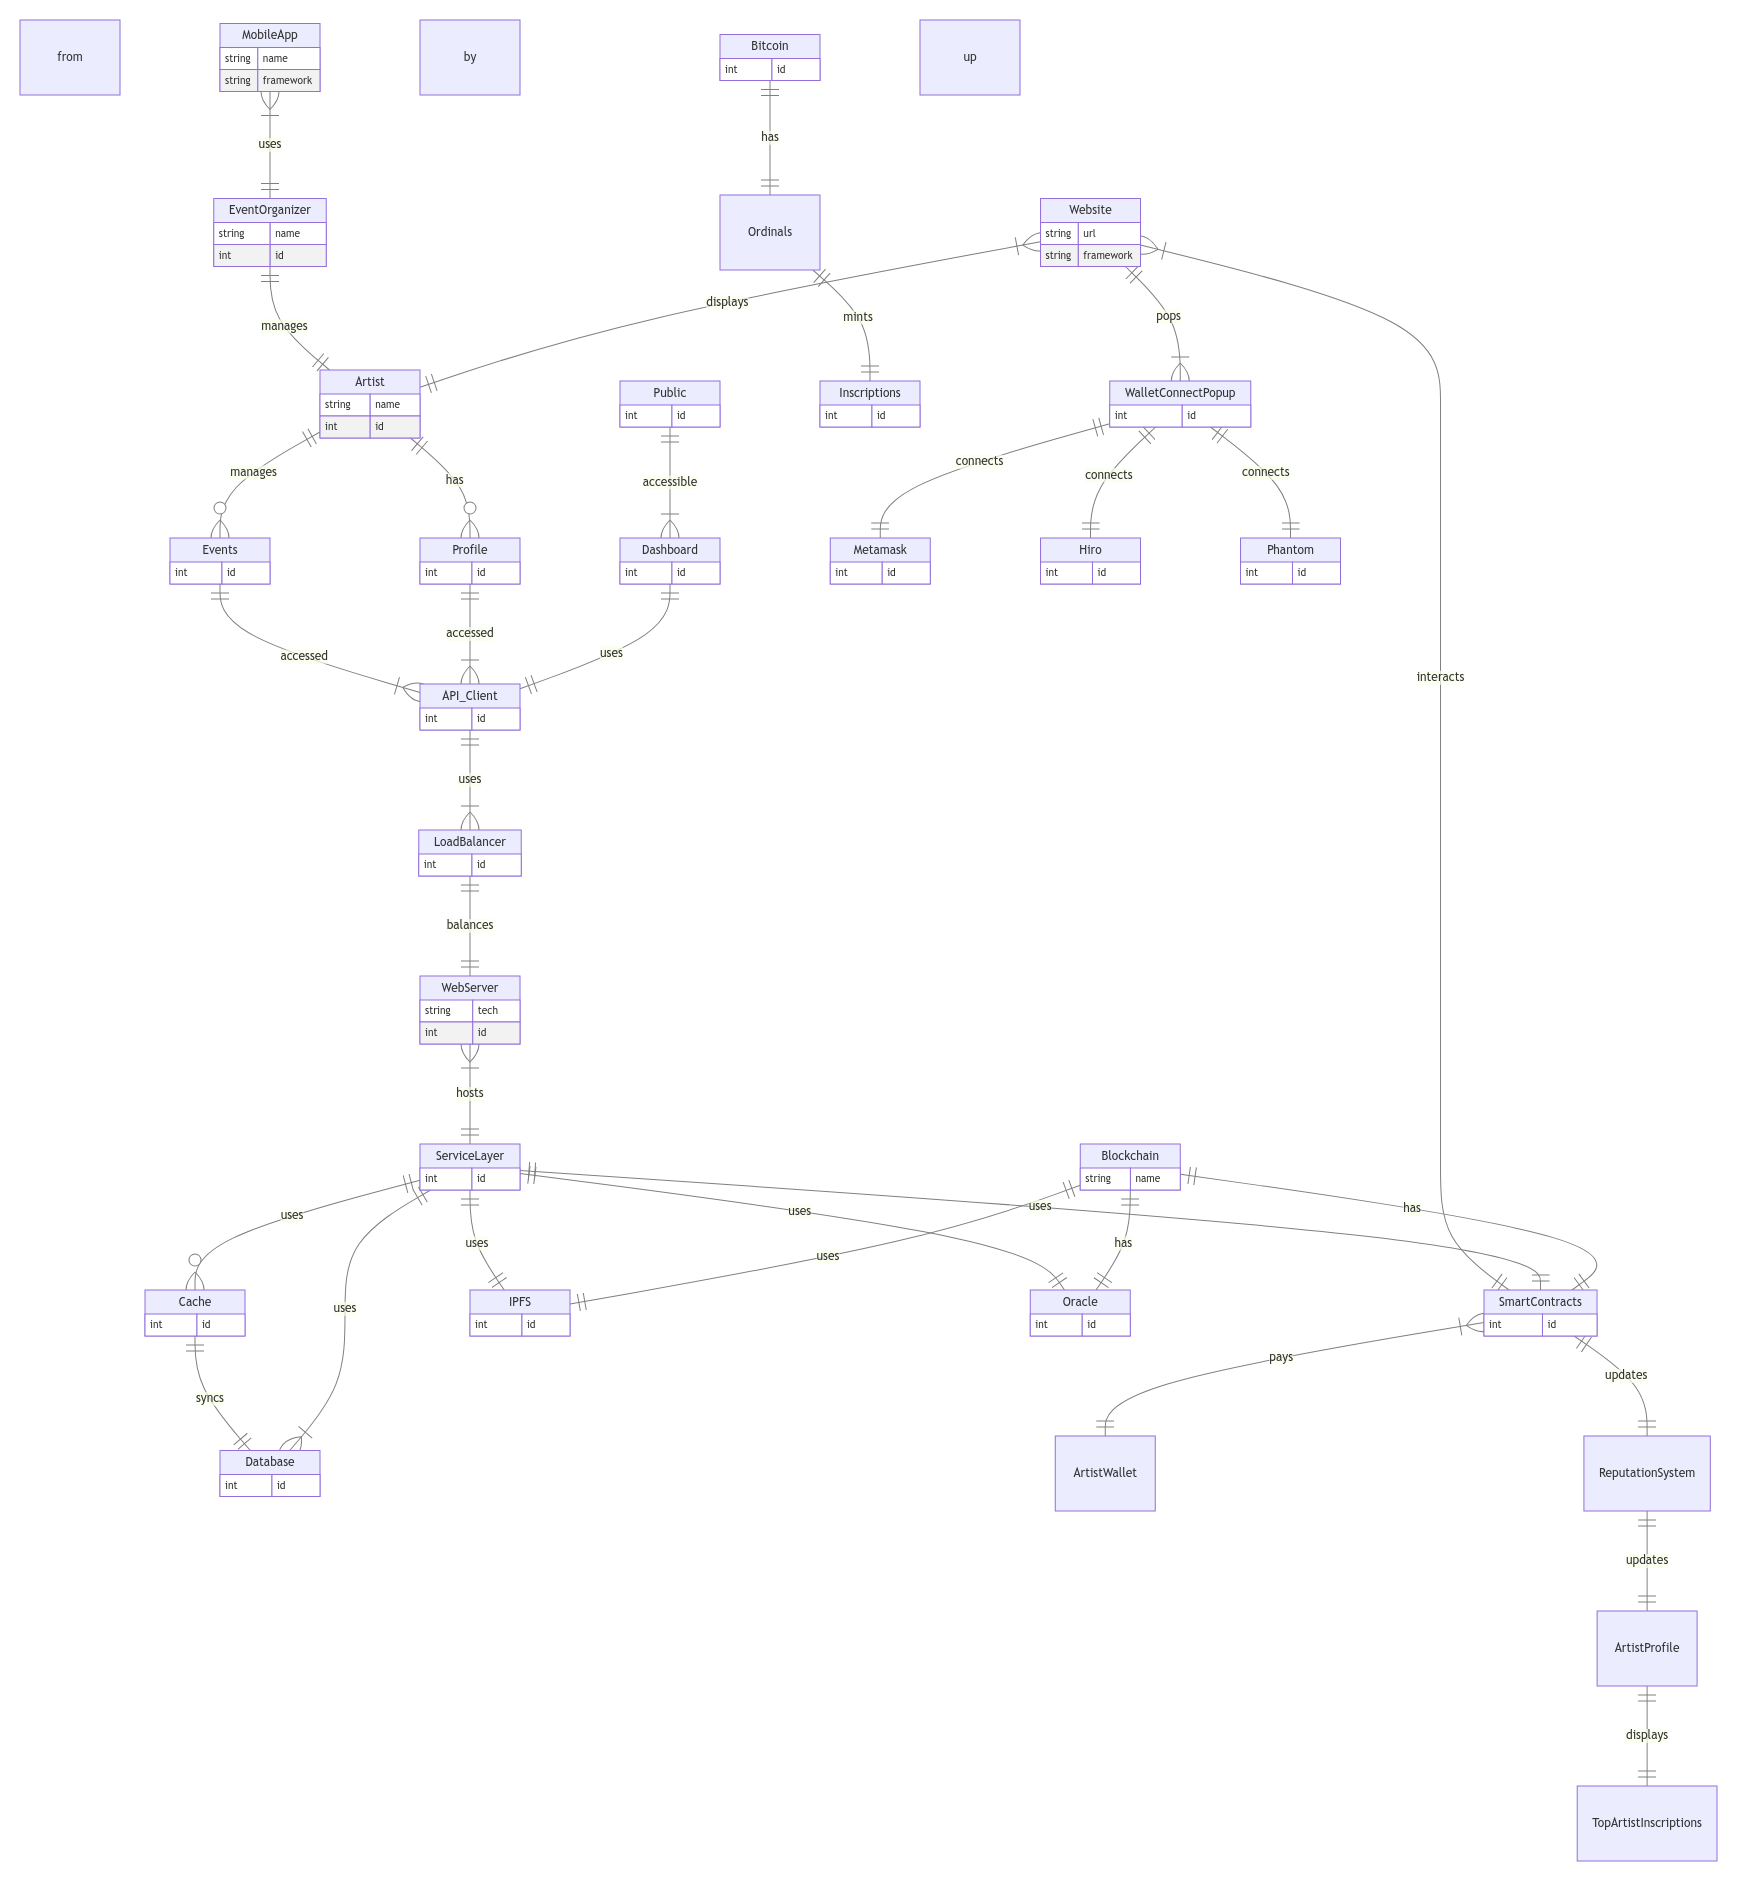 from
MobileApp
string name
string framework
by
Bitcoin
int id
up
uses
has
EventOrganizer
string name
int id
Ordinals
Website
string url
string framework
displays
manages
mints
pops
Artist
string name
int id
Public
int id
Inscriptions
int id
WalletConnectPopup
int id
manages
has
accessible
connects
connects
connects
Events
int id
Profile
int id
Dashboard
int id
Metamask
int id
Hiro
int id
Phantom
int id
accessed
accessed
uses
interacts
API_Client
int id
uses
LoadBalancer
int id
balances
WebServer
string tech
int id
hosts
ServiceLayer
int id
Blockchain
string name
uses
uses
uses
uses
has
uses
has
uses
Cache
int id
uses
IPFS
int id
Oracle
int id
SmartContracts
int id
syncs
pays
updates
Database
int id
ArtistWallet
ReputationSystem
updates
ArtistProfile
displays
TopArtistInscriptions